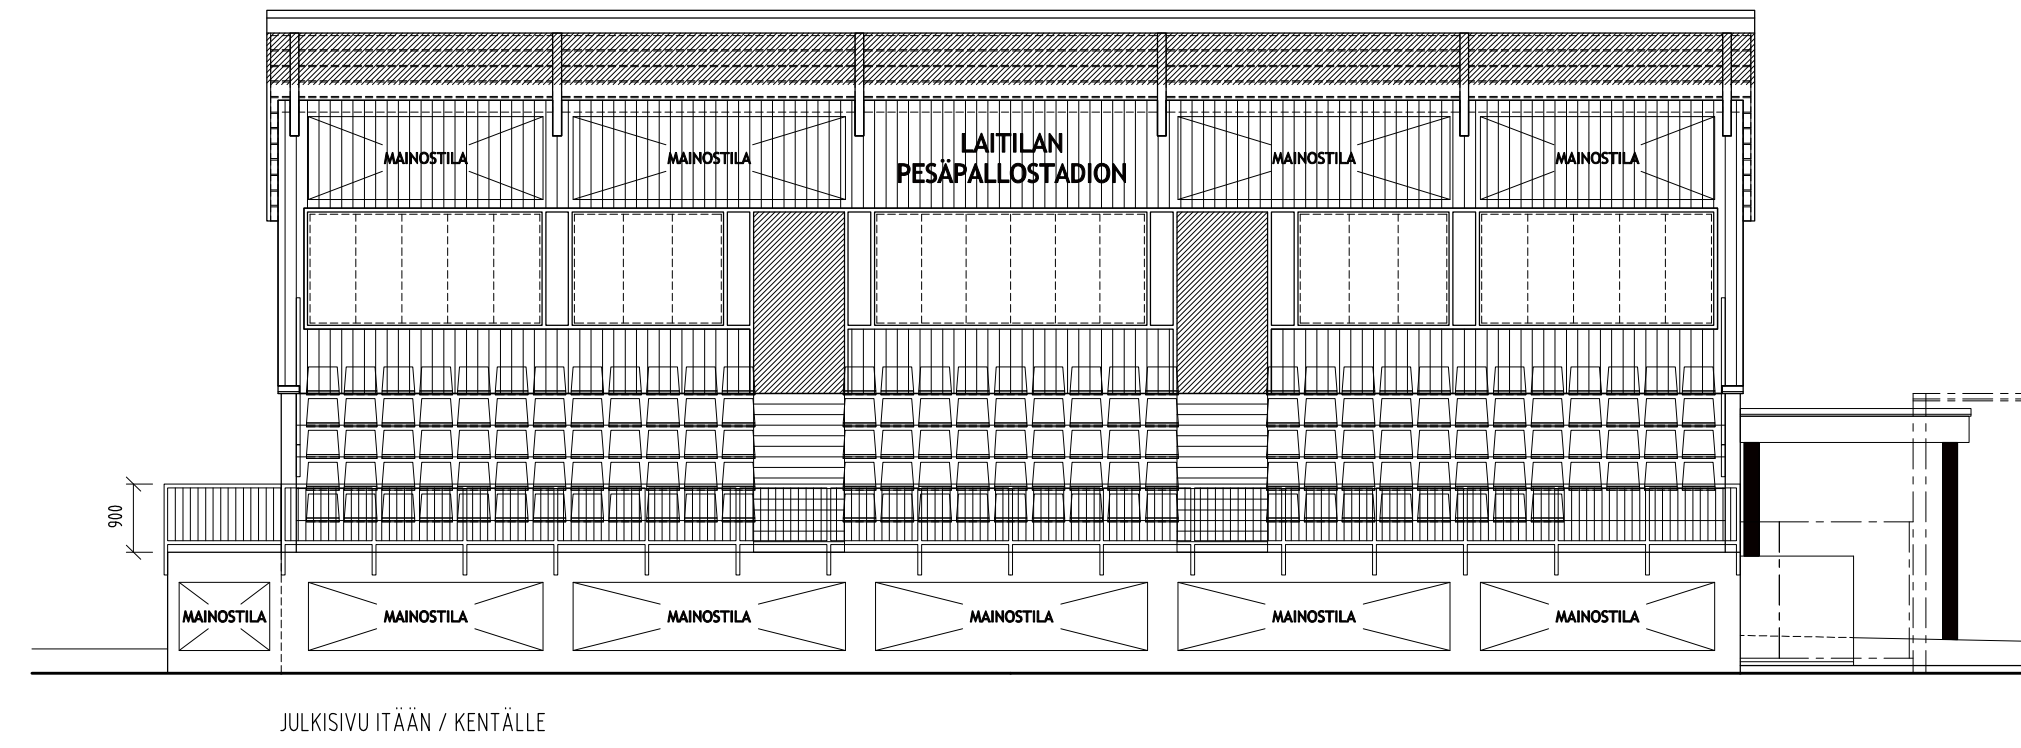 LAITILAN
PESÄPALLOSTADION
MAINOSTILA
MAINOSTILA
MAINOSTILA
MAINOSTILA
900
MAINOSTILA
MAINOSTILA
MAINOSTILA
MAINOSTILA
MAINOSTILA
MAINOSTILA
JULKISIVU ITÄÄN / KENTÄLLE